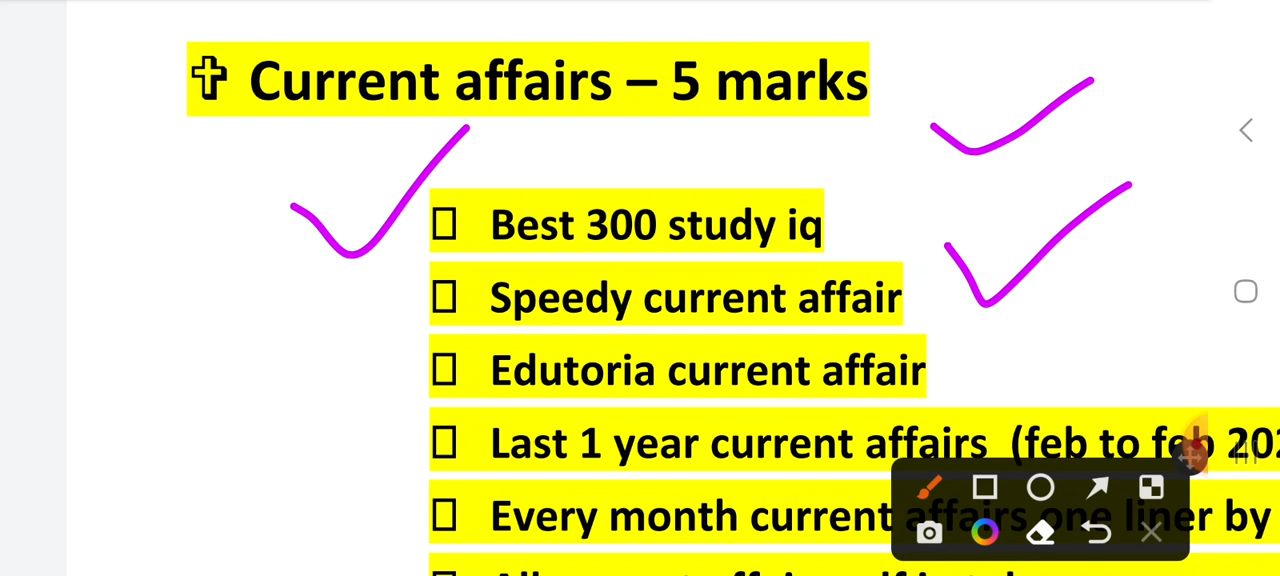 ✞ Current affairs – 5 marks
Best 300 study iq
Speedy current affair
Edutoria current affair
Last 1 year current affairs (feb to feb
Every month current affairs one liner by